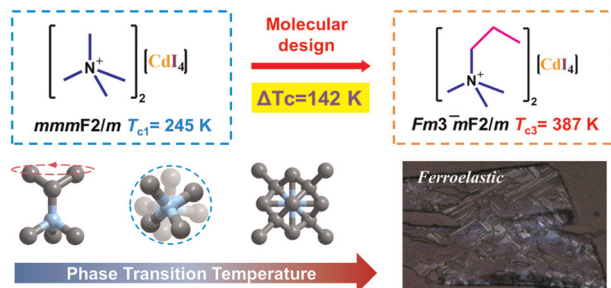 Molecular
design
ΔTc=142 K
[ N+ ]2 [CdI4]
mmmF2/m Tc1= 245 K
[ N+ ]2 [CdI4]
Fm3̄mF2/m Tc3= 387 K
Ferroelastic
Phase Transition Temperature